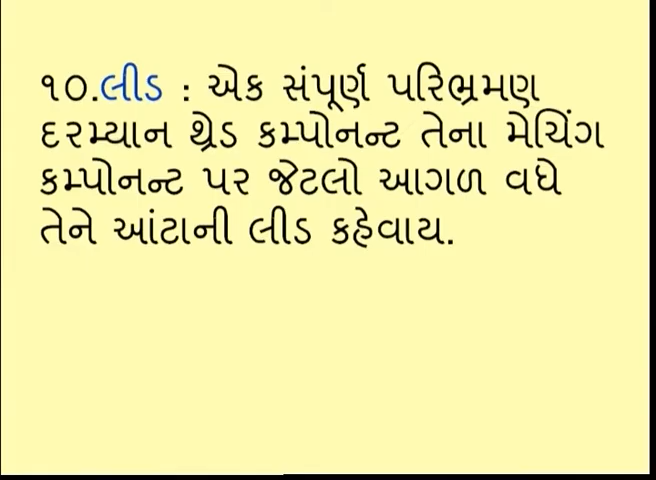 ૧૦.લીડ : એક સંપૂર્ણ પરિભ્રમણ
દરમ્યાન થ્રેડ કમ્પોનન્ટ તેના મેચિંગ
કમ્પોનન્ટ પર જેટલો આગળ વધે
તેને આંટાની લીડ કહેવાય.